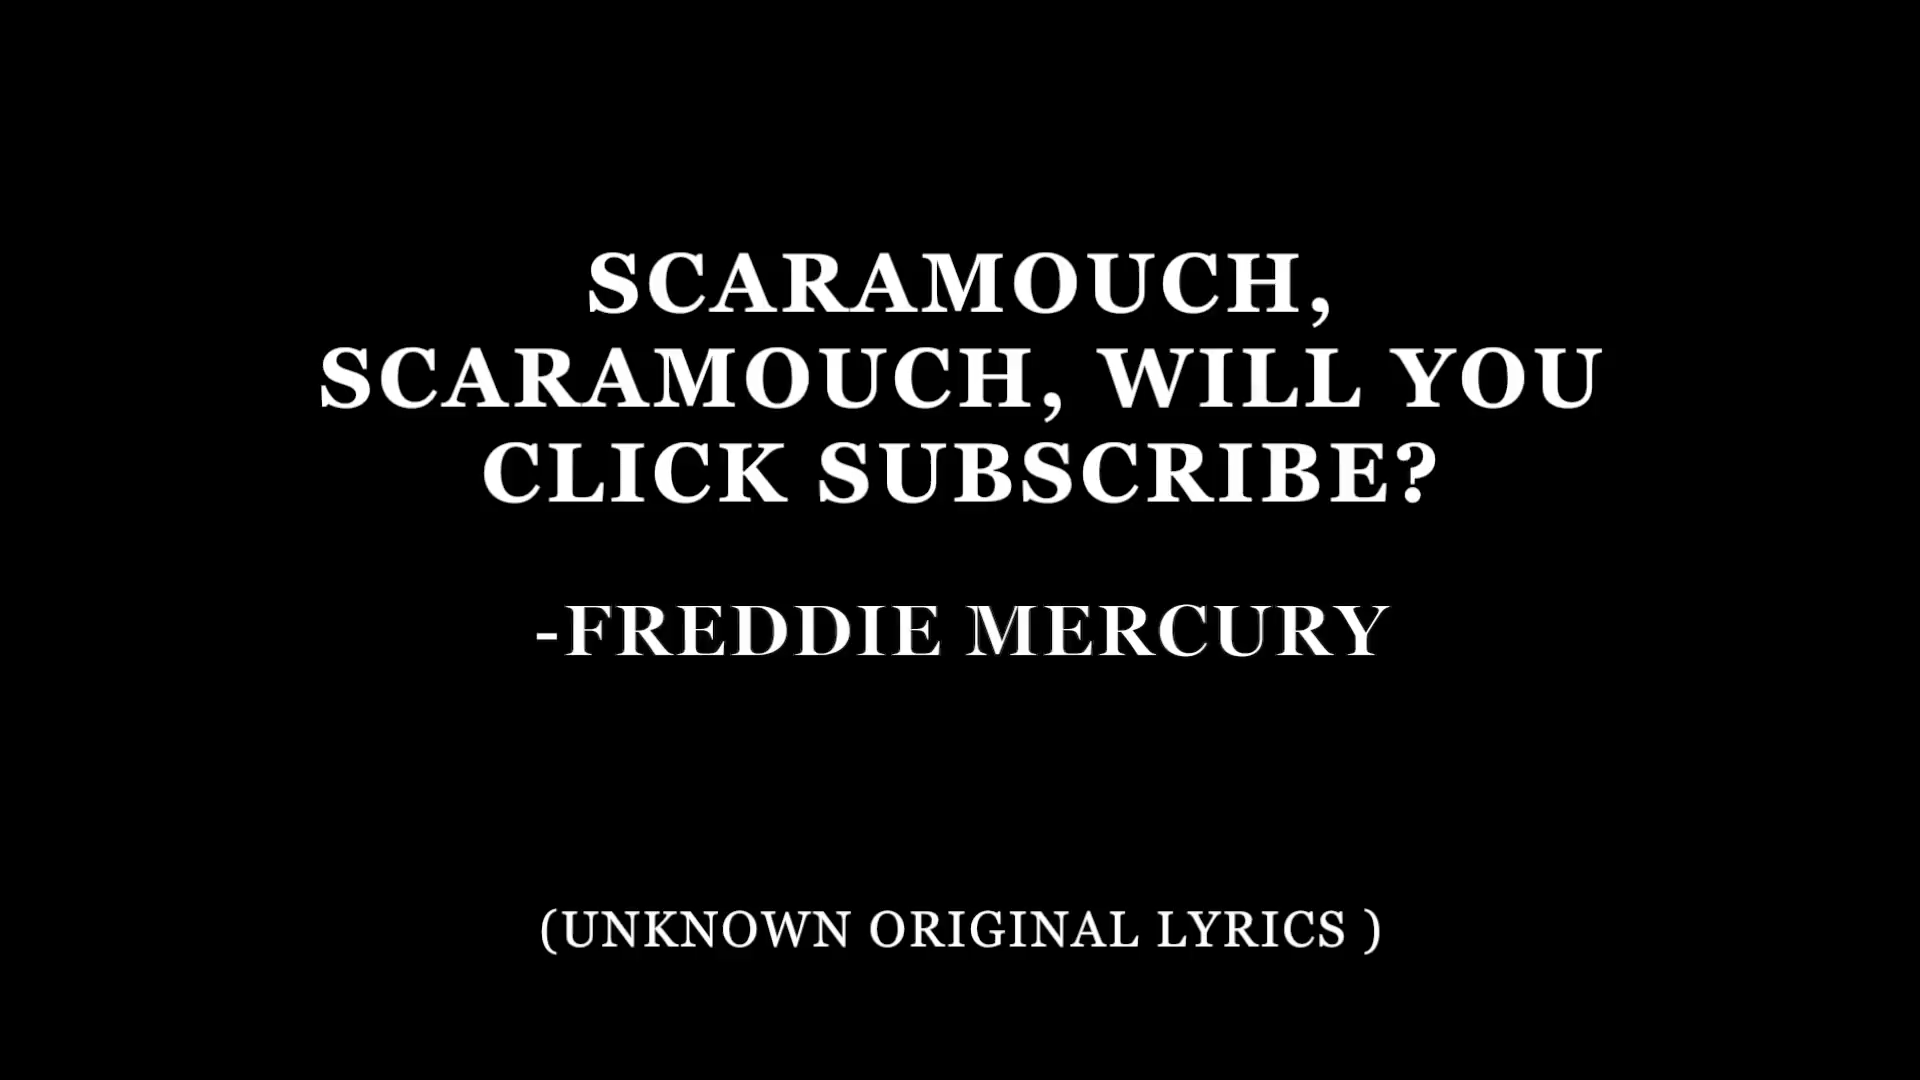 SCARAMOUCH,
SCARAMOUCH, WILL YOU
CLICK SUBSCRIBE?
-FREDDIE MERCURY
(UNKNOWN ORIGINAL LYRICS )